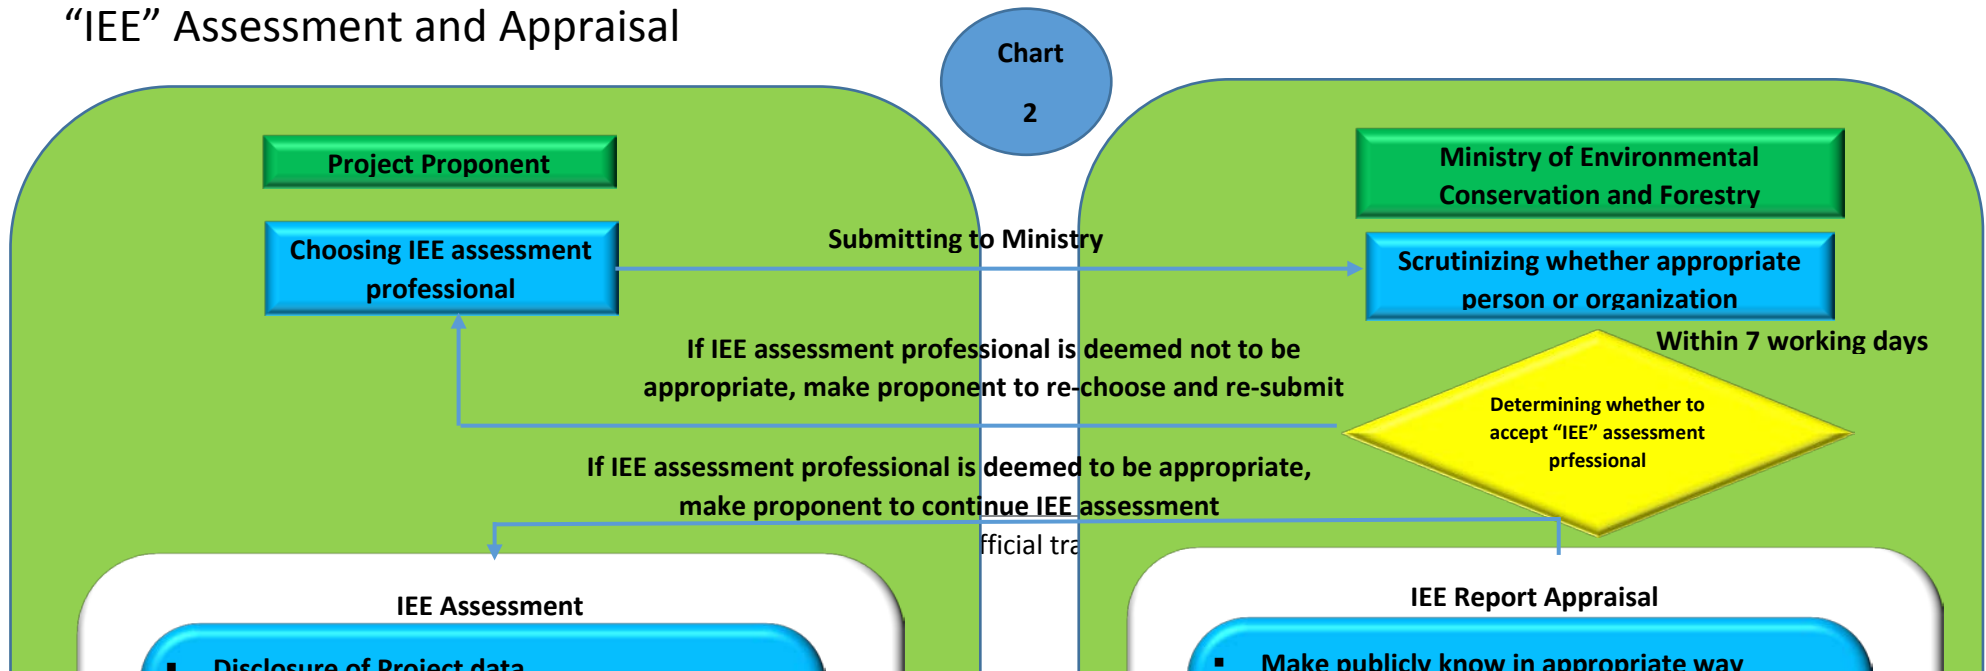 “IEE” Assessment and Appraisal
Chart
2
Project Proponent
Ministry of Environmental
Conservation and Forestry
Choosing IEE assessment
professional
Submitting to Ministry
Scrutinizing whether appropriate
person or organization
Within 7 working days
If IEE assessment professional is deemed not to be
appropriate, make proponent to re-choose and re-submit
Determining whether to
accept “IEE” assessment
prfessional
If IEE assessment professional is deemed to be appropriate,
make proponent to continue IEE assessment
fficial tra
IEE Assessment
IEE Report Appraisal
▪ Disclosure of Project data
▪ Make publicly know in appropriate way